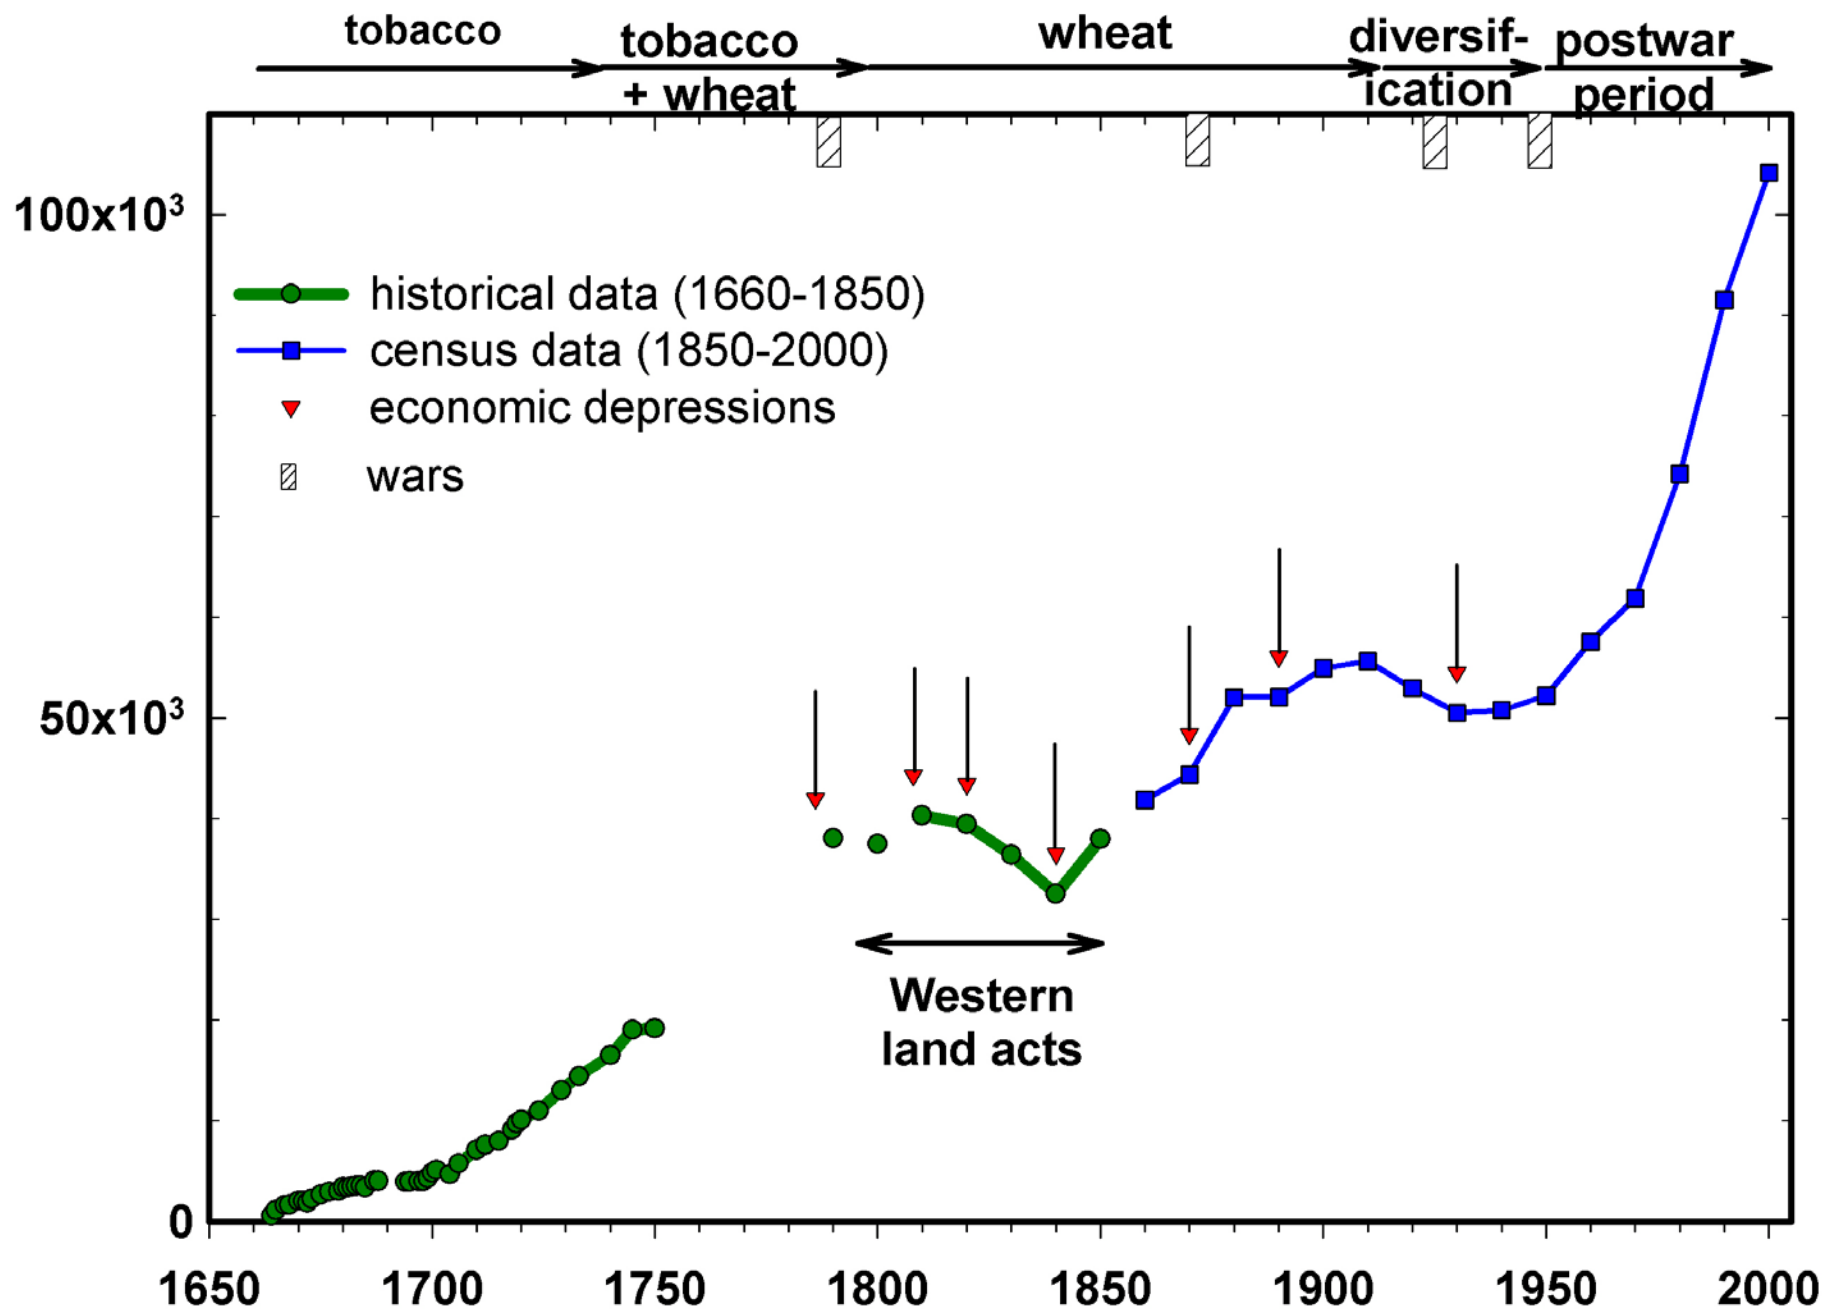 tobacco
tobacco
+ wheat
wheat
diversif-
ication
postwar
period
100x10³
50x10³
0
historical data (1660-1850)
census data (1850-2000)
economic depressions
wars
Western
land acts
1650 1700 1750 1800 1850 1900 1950 2000